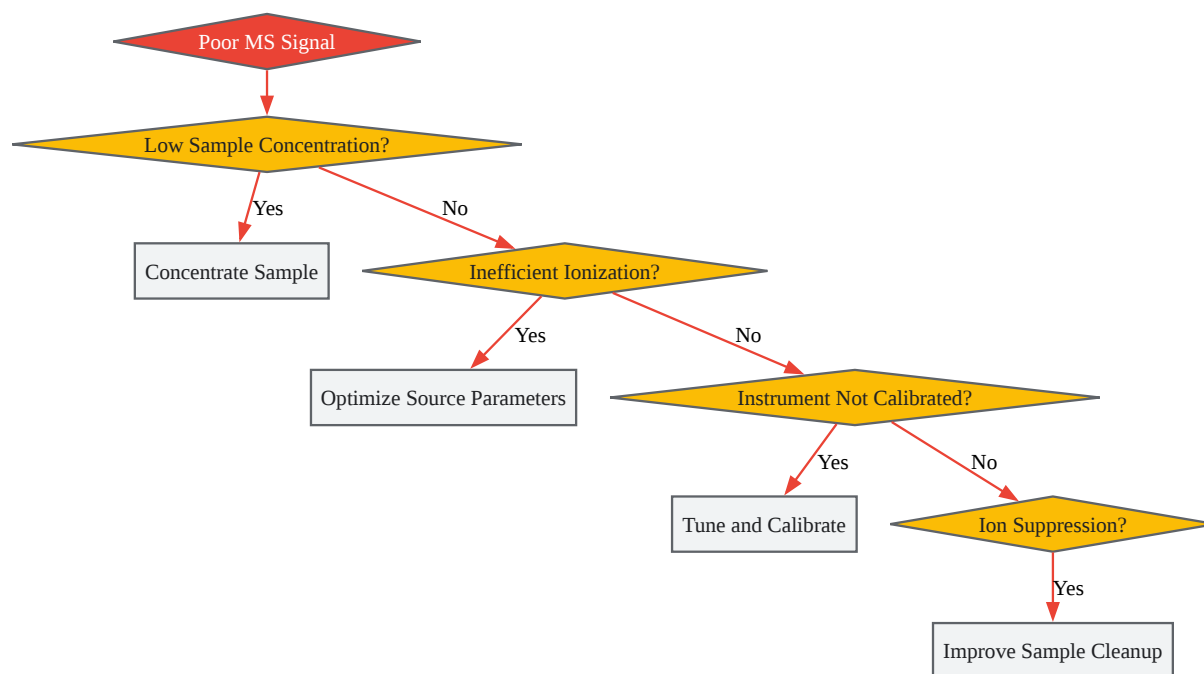 Poor MS Signal
Low Sample Concentration?
Yes
No
Concentrate Sample
Inefficient Ionization?
Yes
No
Optimize Source Parameters
Instrument Not Calibrated?
Yes
No
Tune and Calibrate
Ion Suppression?
Yes
Improve Sample Cleanup